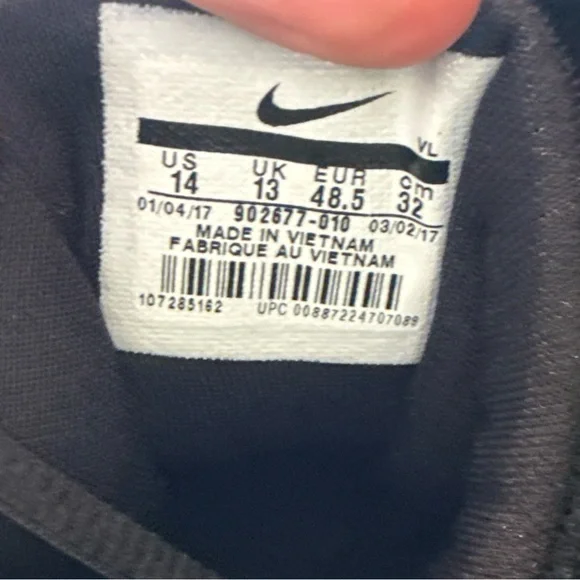 VL
US UK EUR cm
14 13 48.5 32
01/04/17 902677-010 03/02/17
MADE IN VIETNAM
FABRIQUE AU VIETNAM
107285162 UPC 00887224707089